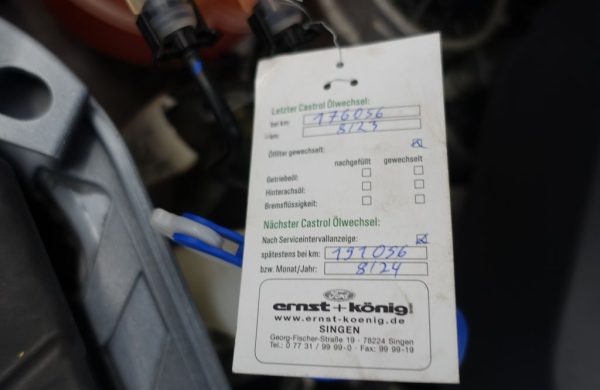 Letzter Castrol Ölwechsel:
bei km: 176056
8/23
Ölfilter gewechselt: ☒
nachgefüllt gewechselt
Getriebeöl: ☐ ☐
Hinterachsöl: ☐ ☐
Bremsflüssigkeit: ☐ ☐
Nächster Castrol Ölwechsel:
Nach Serviceintervallanzeige: ☒
spätestens bei km: 191056
bzw. Monat/Jahr: 8/24
Ford
ernst+könig
www.ernst-koenig.de
SINGEN
Georg-Fischer-Straße 19 · 78224 Singen
Tel.: 0 77 31 / 99 99-0 · Fax: 99 99-19